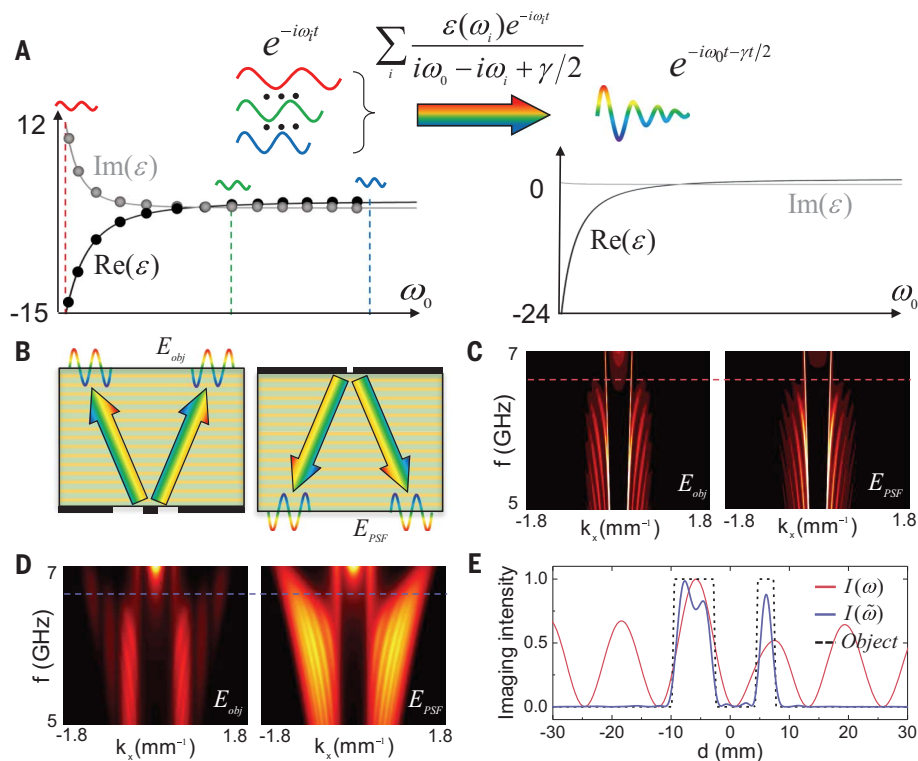 A
e^{-iω_i t}
∑_i ε(ω_i)e^{-iω_i t} / (iω_0 - iω_i + γ/2)
e^{-iω_0 t-γt/2}
12
Im(ε)
Re(ε)
-15
ω_0
0
Im(ε)
Re(ε)
-24
ω_0
B
E_obj
E_PSF
C
7
f (GHz)
5
E_obj
E_PSF
-1.8
1.8
-1.8
1.8
k_x (mm⁻¹)
k_x (mm⁻¹)
D
7
f (GHz)
5
E_obj
E_PSF
-1.8
1.8
-1.8
1.8
k_x(mm⁻¹)
k_x(mm⁻¹)
E
Imaging intensity
1.0
0.5
0.0
I(ω)
I(ω̃)
Object
-30 -20 -10 0 10 20 30
d (mm)